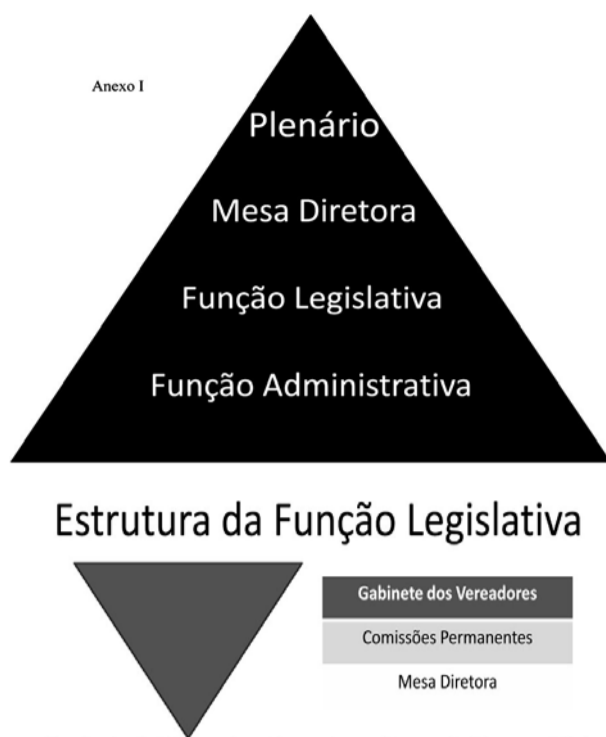 Anexo I
Plenário
Mesa Diretora
Função Legislativa
Função Administrativa
Estrutura da Função Legislativa
Gabinete dos Vereadores
Comissões Permanentes
Mesa Diretora